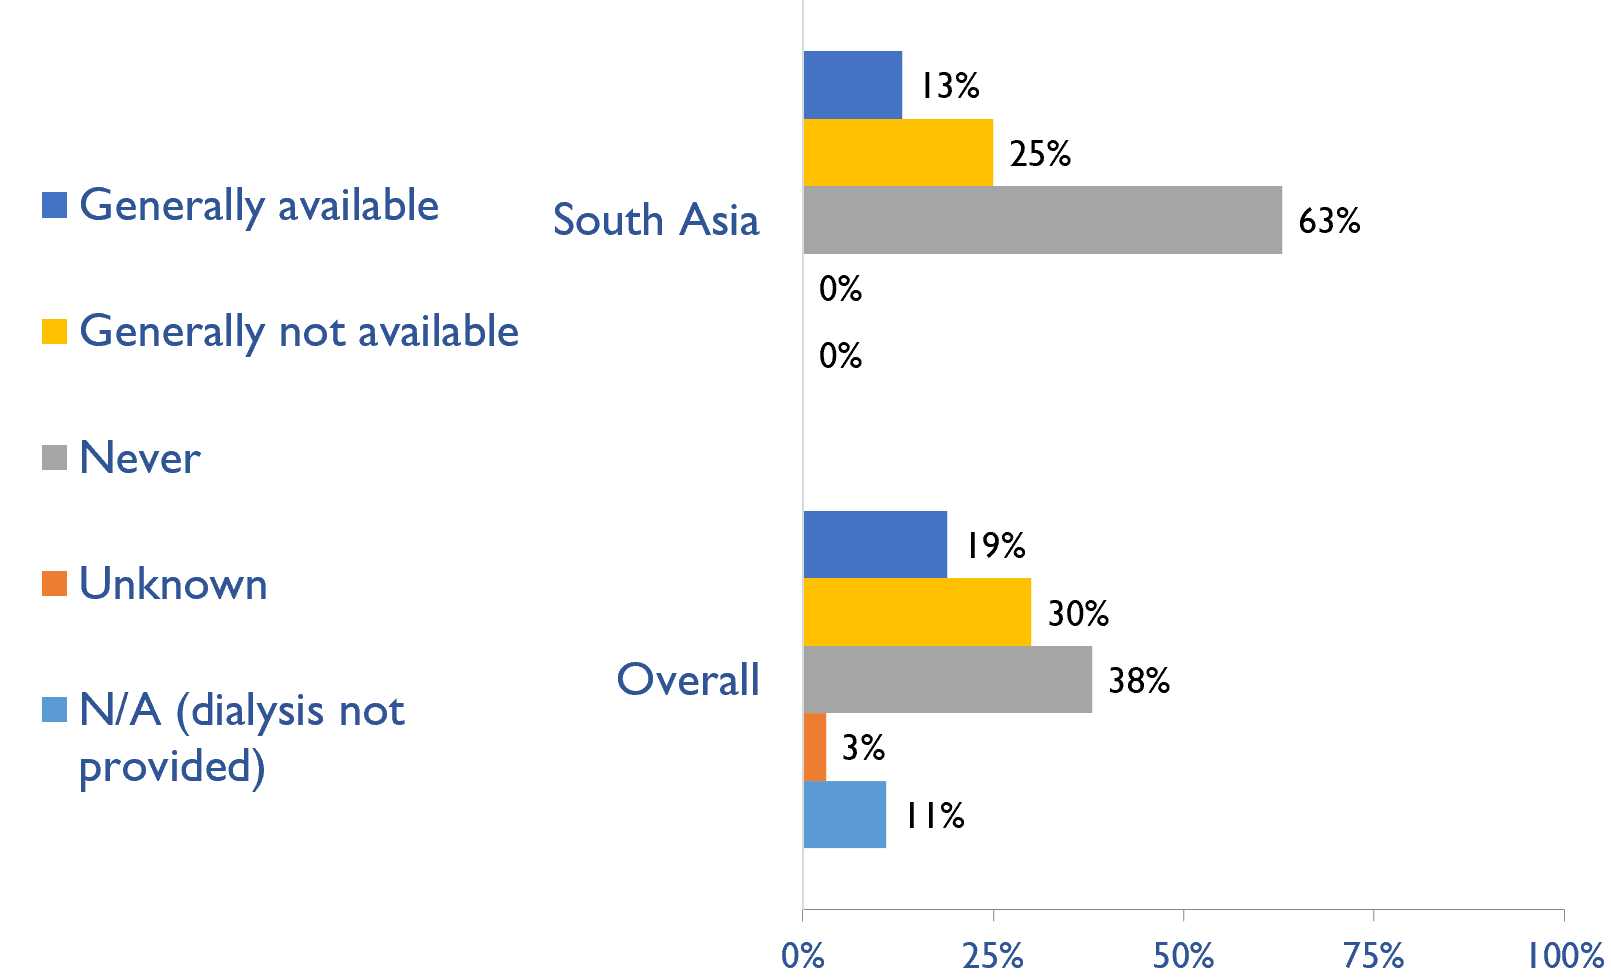 Generally available
Generally not available
Never
Unknown
N/A (dialysis not
provided)
South Asia
13%
25%
63%
0%
0%
Overall
19%
30%
38%
3%
11%
0%
25%
50%
75%
100%